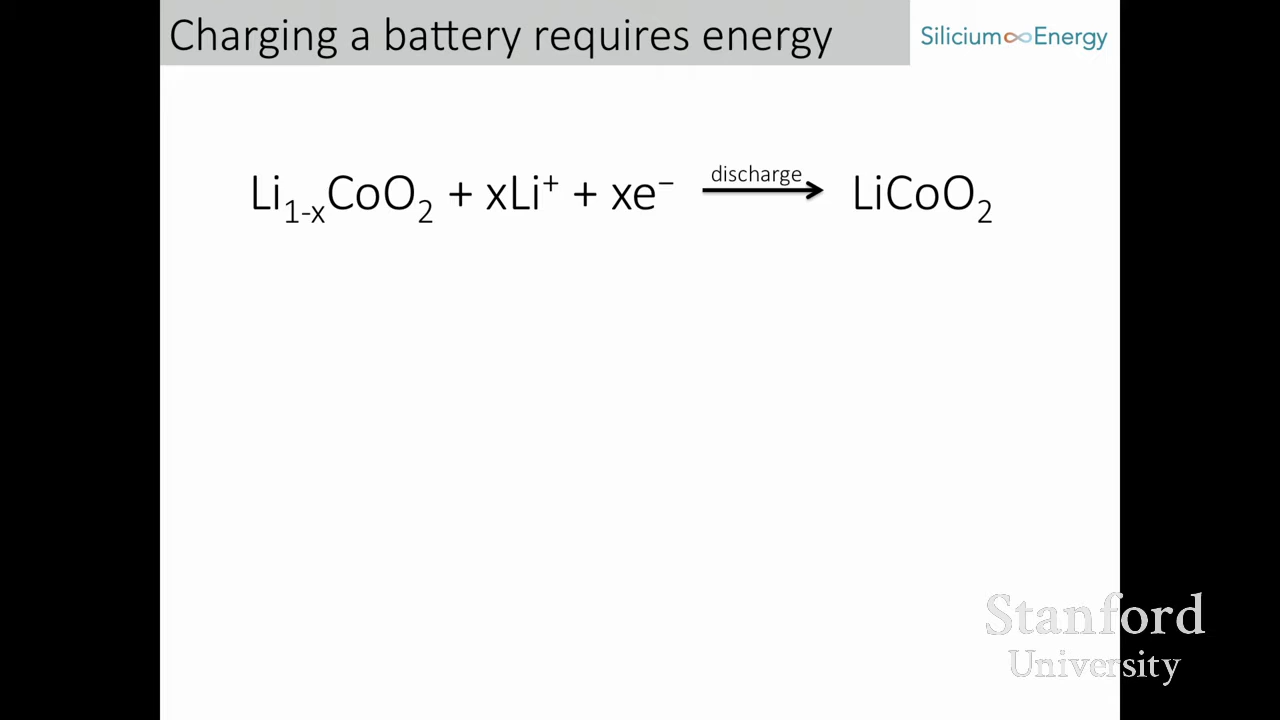 Charging a battery requires energy
Silicium∞Energy
discharge
Li₁₋ₓCoO₂ + xLi⁺ + xe⁻ → LiCoO₂
Stanford
University